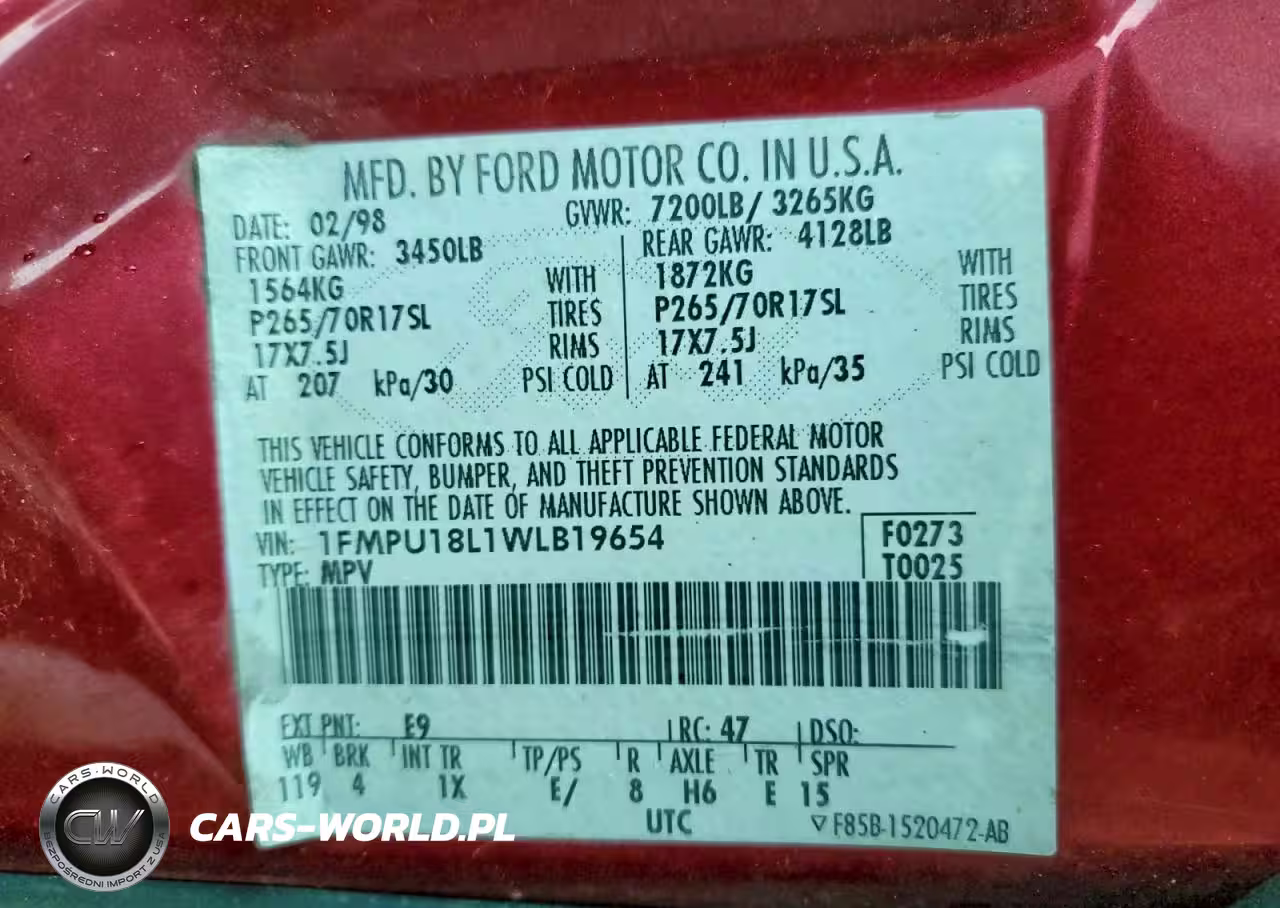 MFD. BY FORD MOTOR CO. IN U.S.A.
DATE: 02/98 GVWR: 7200LB/ 3265KG
FRONT GAWR: 3450LB REAR GAWR: 4128LB
1564KG WITH 1872KG WITH
P265/70R17SL TIRES P265/70R17SL TIRES
17X7.5J RIMS 17X7.5J RIMS
AT 207 kPa/30 PSI COLD AT 241 kPa/35 PSI COLD
THIS VEHICLE CONFORMS TO ALL APPLICABLE FEDERAL MOTOR
VEHICLE SAFETY, BUMPER, AND THEFT PREVENTION STANDARDS
IN EFFECT ON THE DATE OF MANUFACTURE SHOWN ABOVE.
VIN: 1FMPU18L1WLB19654 F0273
TYPE: MPV T0025
EXT PNT: E9 RC: 47 DSO:
WB BRK INT TR TP/PS R AXLE TR SPR
119 4 1X E/ 8 H6 E 15
UTC ▽F85B-1520472-AB
CARS-WORLD
CW
BEZPOŚREDNI IMPORT Z USA
CARS-WORLD.PL